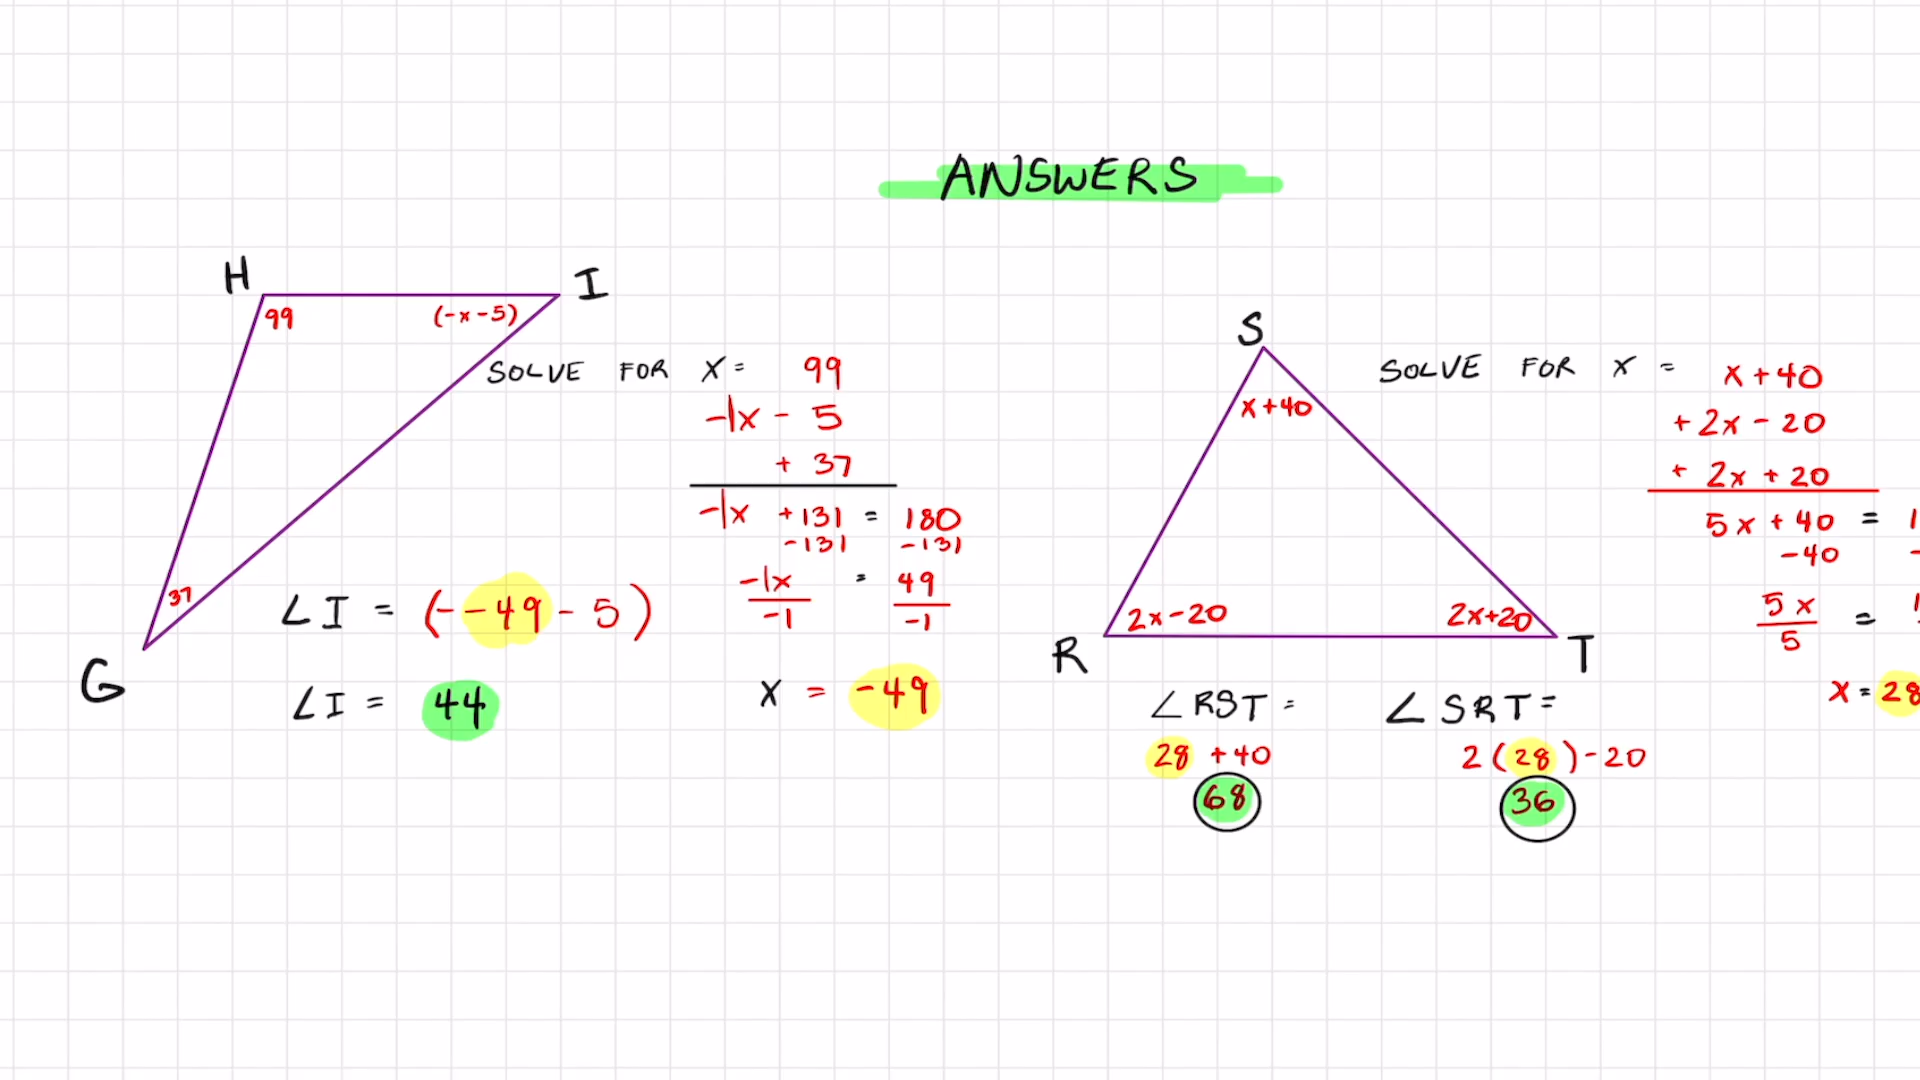 ANSWERS
H
I
99
(-x-5)
37
G
SOLVE FOR X = 99
-1x - 5
+ 37
-1x +131 = 180
-131 -131
-1x = 49
-1 -1
X = -49
∠I = (--49-5)
∠I = 44
S
x+40
2x-20
2x+20
R
T
SOLVE FOR X = x+40
+2x-20
+ 2x+20
5x+40 = 1
-40 -
5x = 1
5
x = 28
∠RST = ∠SRT =
28 +40 2(28)-20
68 36